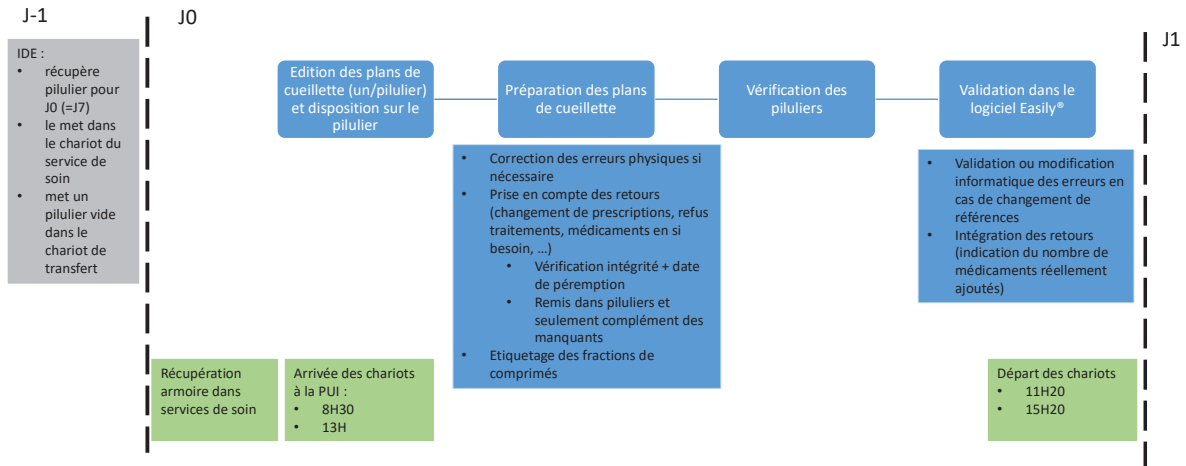 J-1
J0
J1
IDE :
• récupère
pilulier pour
J0 (=J7)
• le met dans
le chariot du
service de
soin
• met un
pilulier vide
dans le
chariot de
transfert
Edition des plans de
cueillette (un/pilulier)
et disposition sur le
pilulier
Préparation des plans
de cueillette
Vérification des
piluliers
Validation dans le
logiciel Easily®
• Correction des erreurs physiques si
nécessaire
• Prise en compte des retours
(changement de prescriptions, refus
traitements, médicaments en si
besoin, ...)
• Vérification intégrité + date
de péremption
• Remis dans piluliers et
seulement complément des
manquants
• Etiquetage des fractions de
comprimés
• Validation ou modification
informatique des erreurs en
cas de changement de
références
• Intégration des retours
(indication du nombre de
médicaments réellement
ajoutés)
Récupération
armoire dans
services de soin
Arrivée des chariots
à la PUI :
• 8H30
• 13H
Départ des chariots
• 11H20
• 15H20